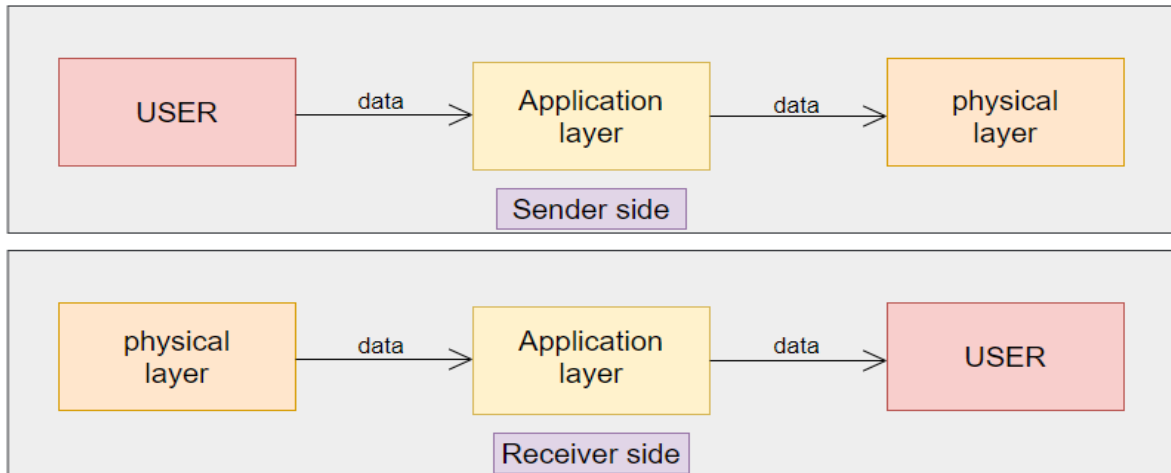 USER
data
Application
layer
data
physical
layer
Sender side
physical
layer
data
Application
layer
data
USER
Receiver side